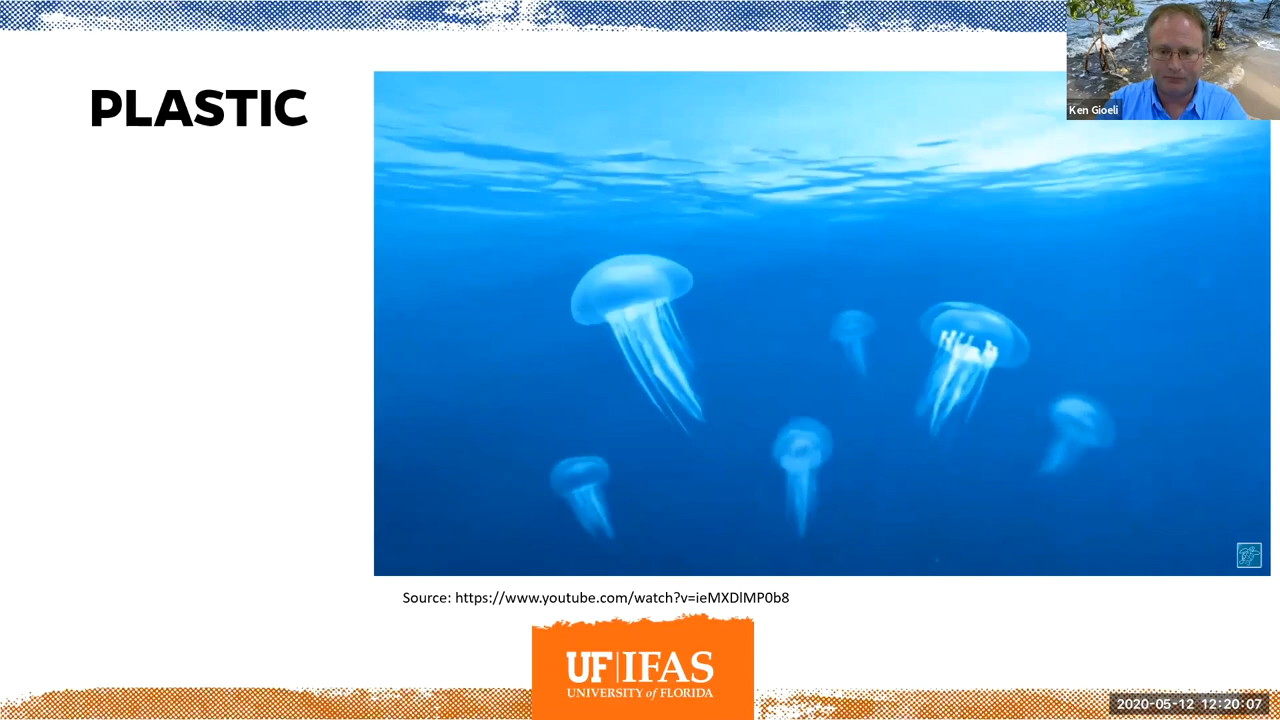 PLASTIC
Ken Gioeli
Source: https://www.youtube.com/watch?v=ieMXDlMP0b8
UF|IFAS
UNIVERSITY of FLORIDA
2020-05-12 12:20:07